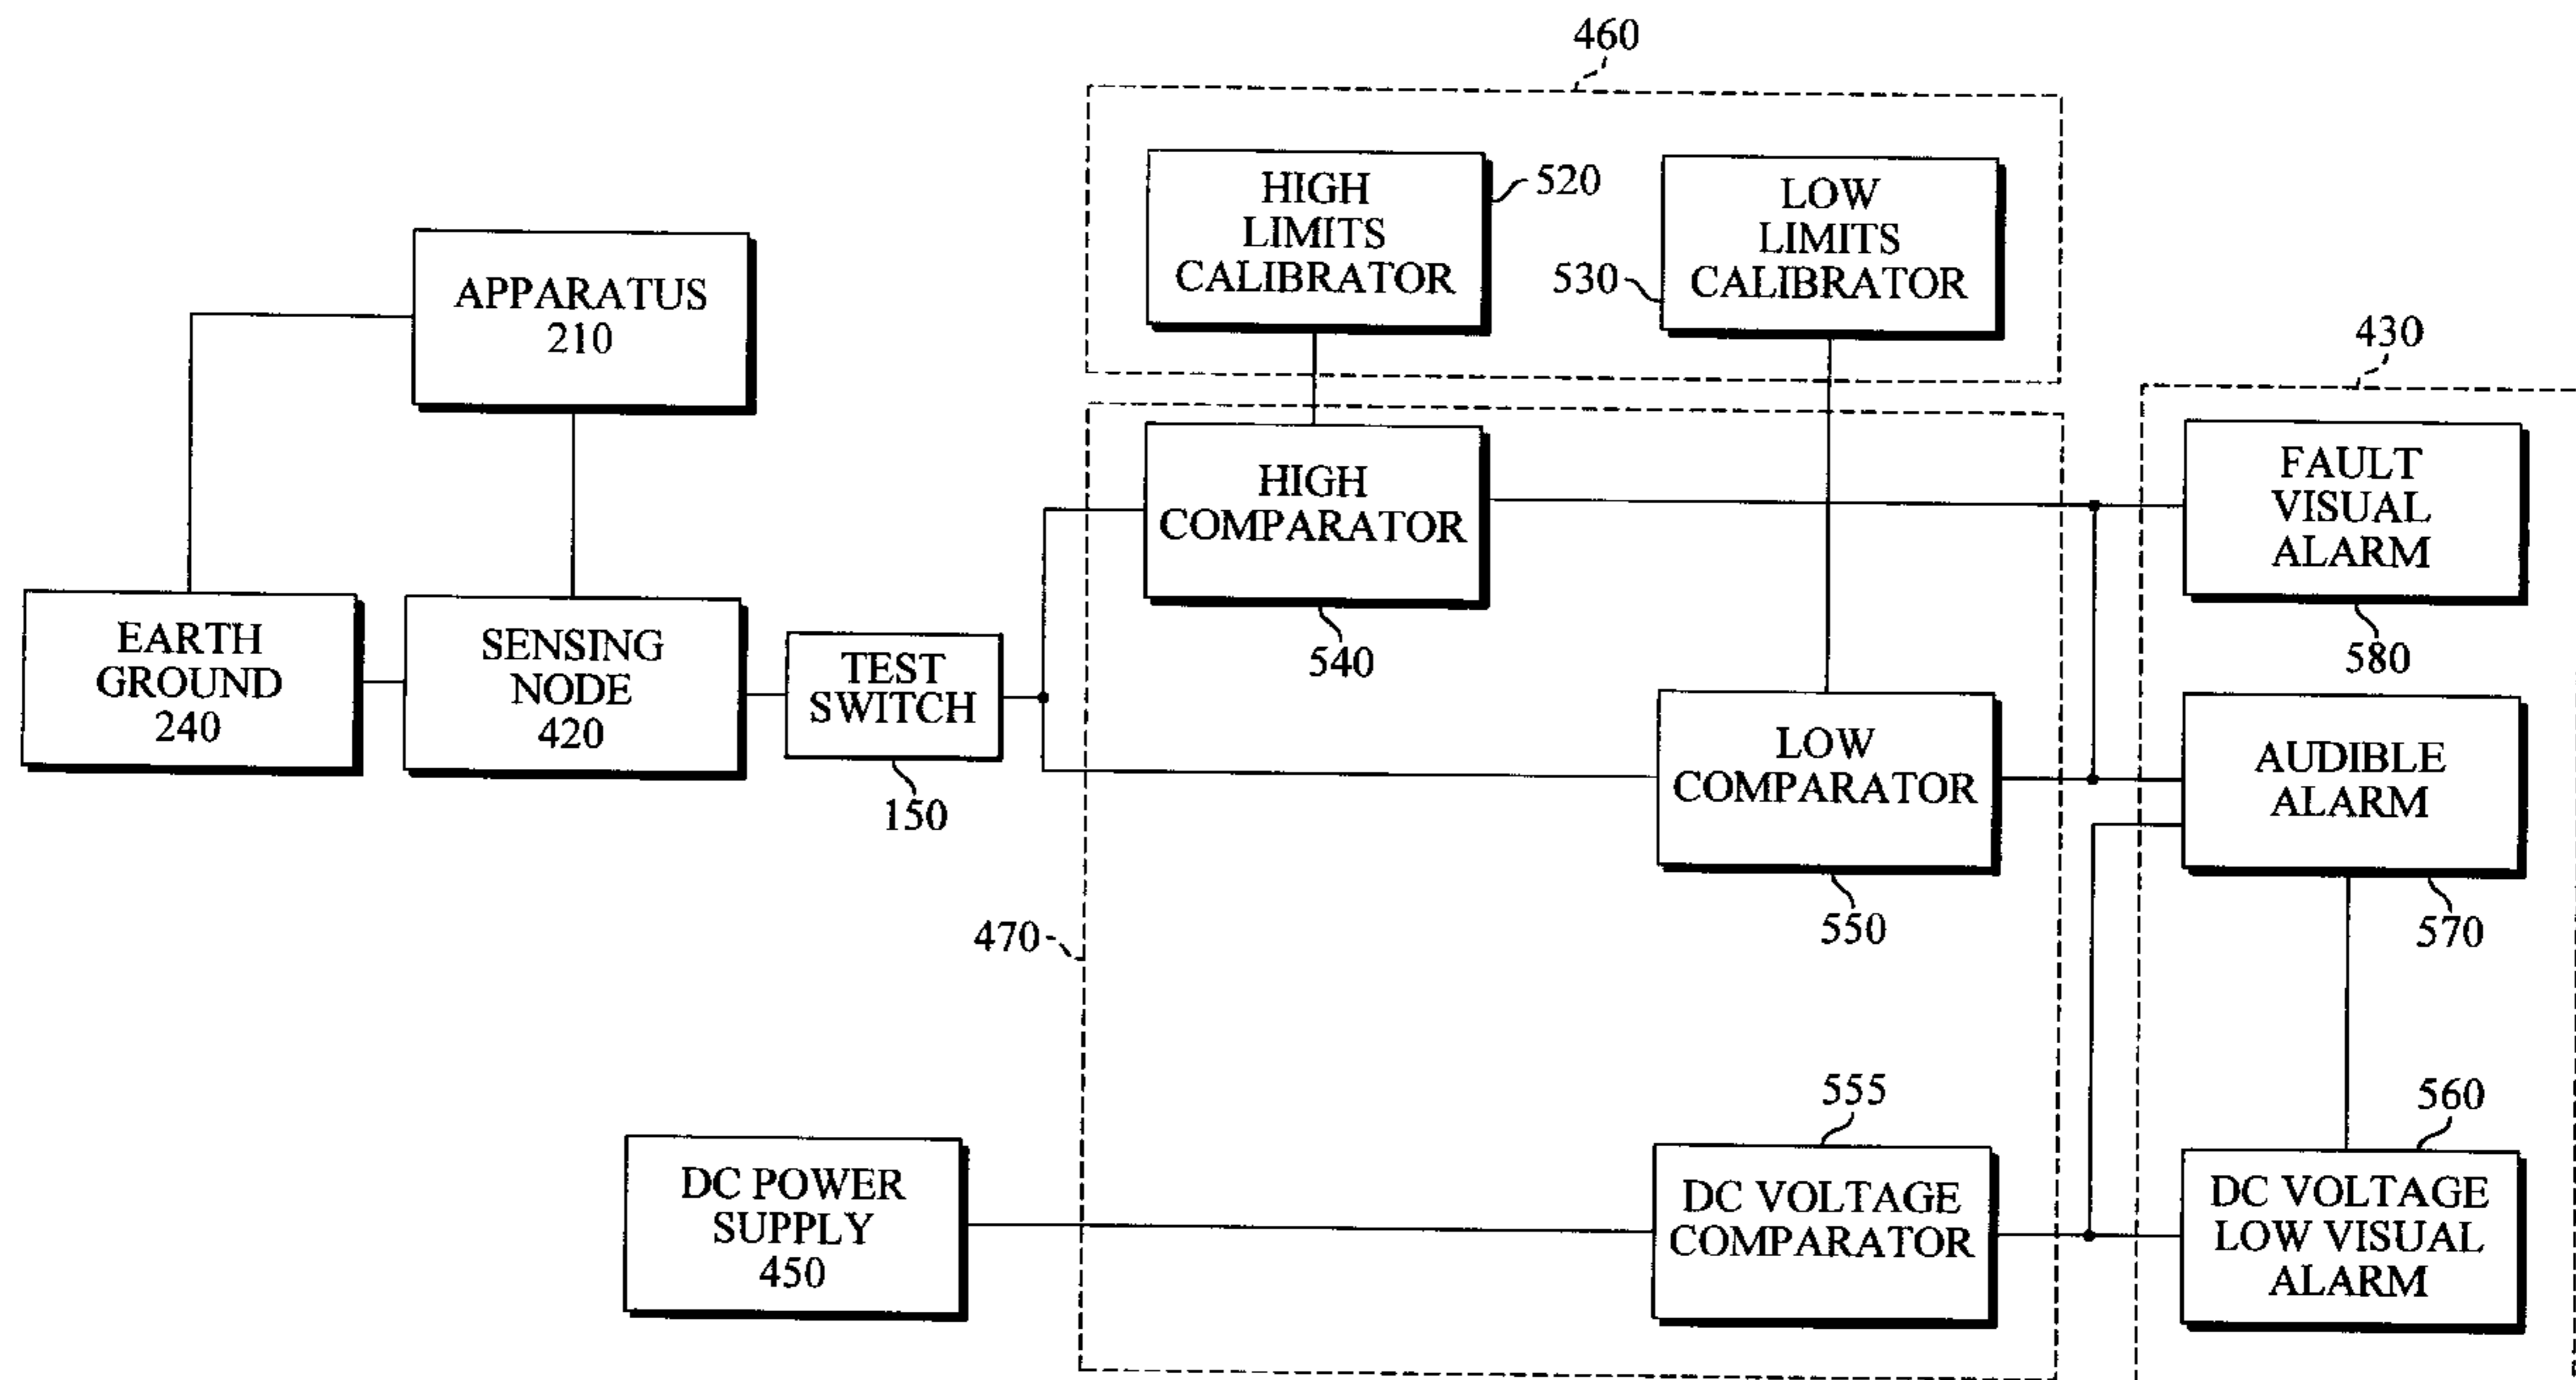 460
HIGH
LIMITS
CALIBRATOR
520
LOW
LIMITS
CALIBRATOR
530
APPARATUS
210
430
HIGH
COMPARATOR
540
FAULT
VISUAL
ALARM
580
EARTH
GROUND
240
SENSING
NODE
420
TEST
SWITCH
150
LOW
COMPARATOR
550
AUDIBLE
ALARM
570
470
555
560
DC POWER
SUPPLY
450
DC VOLTAGE
COMPARATOR
DC VOLTAGE
LOW VISUAL
ALARM